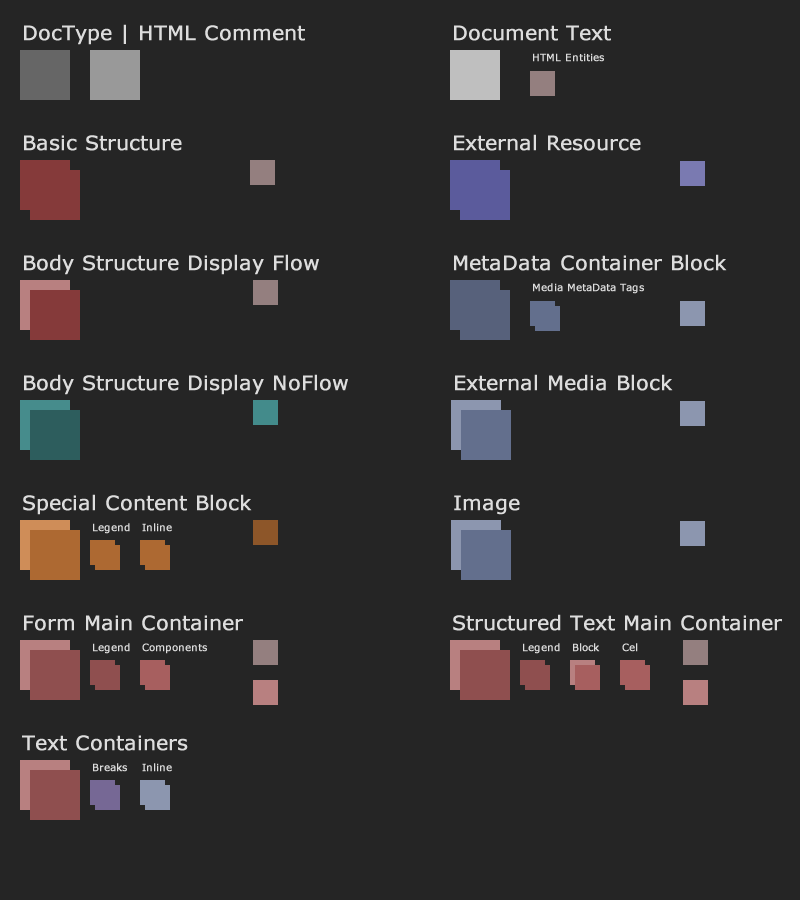 DocType | HTML Comment
Document Text
HTML Entities
Basic Structure
External Resource
Body Structure Display Flow
MetaData Container Block
Media MetaData Tags
Body Structure Display NoFlow
External Media Block
Special Content Block
Legend
Inline
Image
Form Main Container
Legend
Components
Structured Text Main Container
Legend
Block
Cel
Text Containers
Breaks
Inline